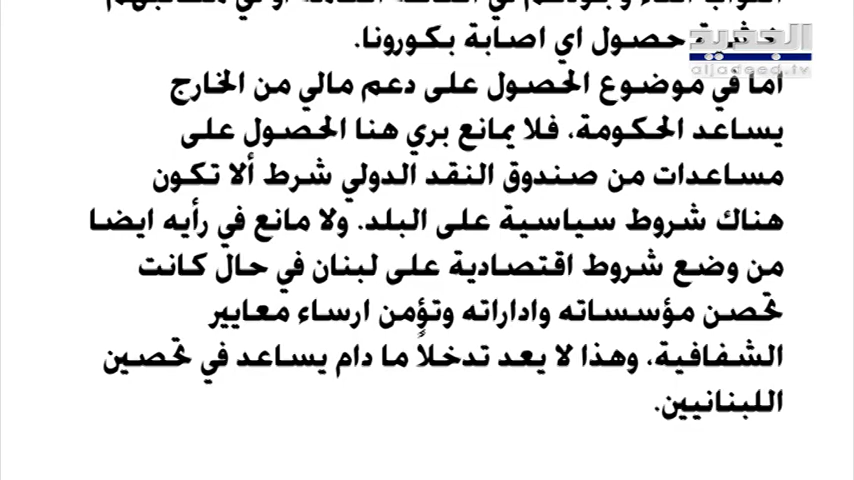 حصول اي اصابة بكورونا.
الجديد
aljadeed.tv
اما في موضوع الحصول على دعم مالي من الخارج
يساعد الحكومة، فلا يمانع بري هنا الحصول على
مساعدات من صندوق النقد الدولي شرط ألا تكون
هناك شروط سياسية على البلد. ولا مانع في رأيه ايضا
من وضع شروط اقتصادية على لبنان في حال كانت
تحصن مؤسساته واداراته وتؤمن ارساء معايير
الشفافية، وهذا لا يعد تدخلاً ما دام يساعد في تحصين
اللبنانيين.